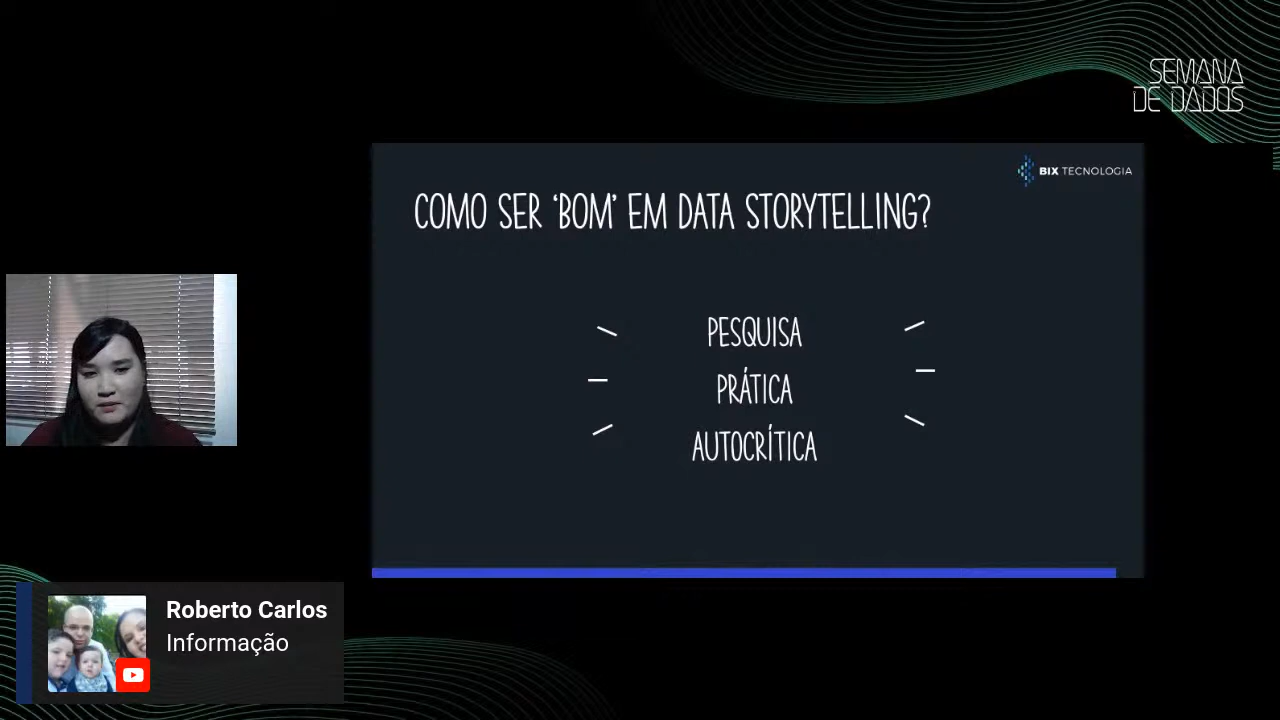 SEMANA
DE DADOS
BIX TECNOLOGIA
COMO SER ‘BOM’ EM DATA STORYTELLING?
PESQUISA
PRÁTICA
AUTOCRÍTICA
Roberto Carlos
Informação